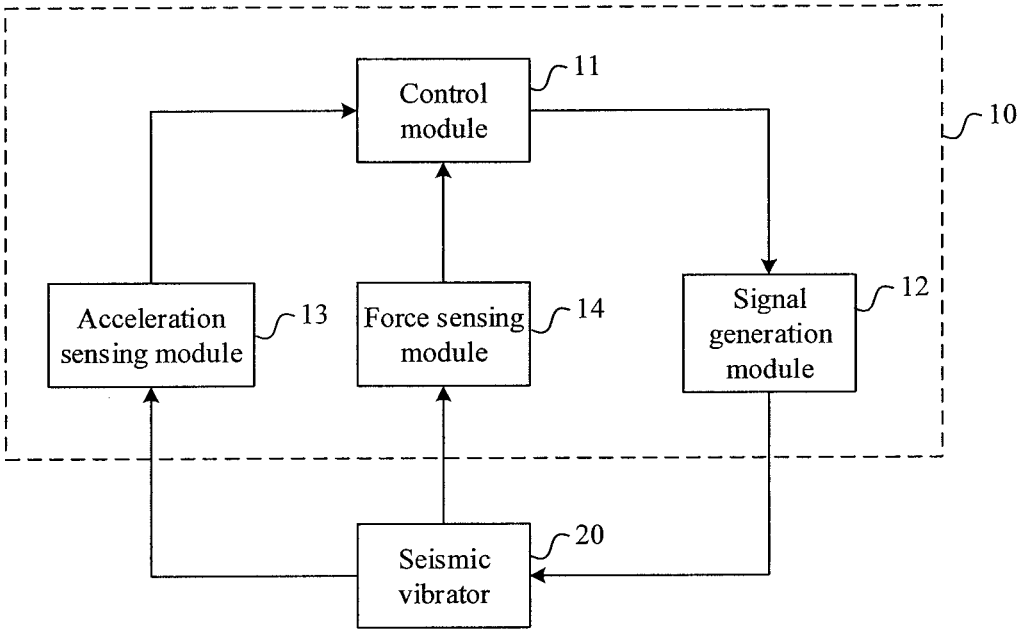 11
Control
module
10
Acceleration
sensing module
13
Force sensing
module
14
Signal
generation
module
12
20
Seismic
vibrator